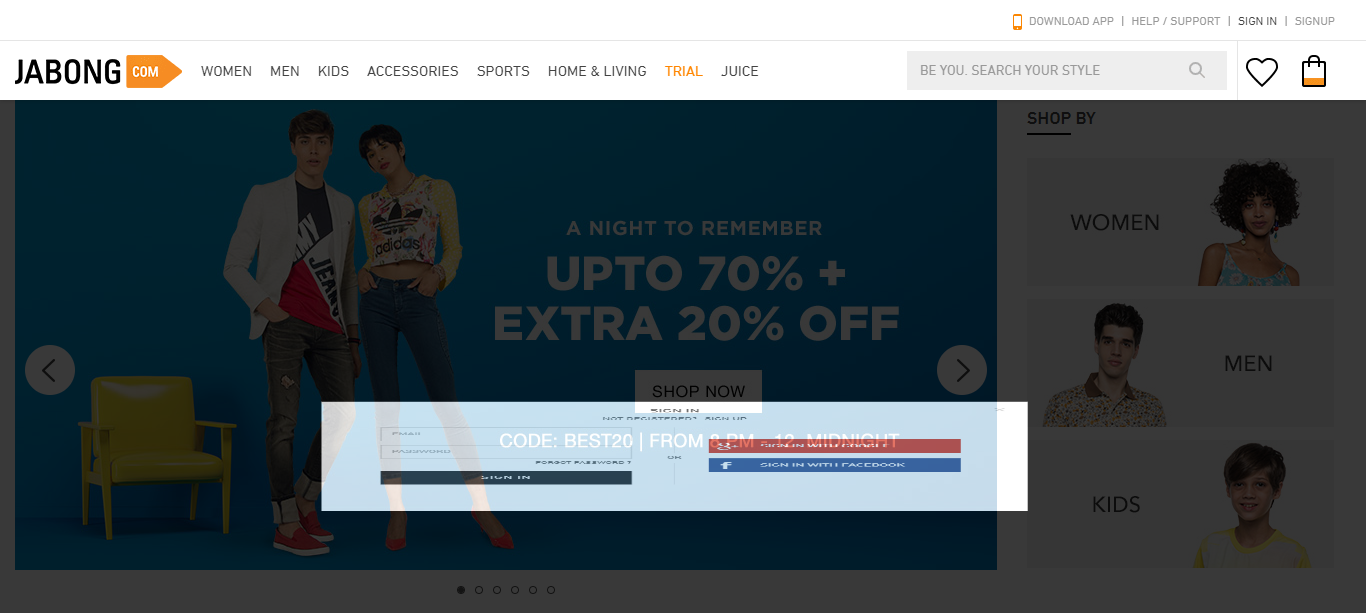 DOWNLOAD APP | HELP / SUPPORT | SIGN IN | SIGNUP
JABONG COM WOMEN MEN KIDS ACCESSORIES SPORTS HOME & LIVING TRIAL JUICE BE YOU. SEARCH YOUR STYLE
SHOP BY
WOMEN
MEN
KIDS
A NIGHT TO REMEMBER
UPTO 70% +
EXTRA 20% OFF
SHOP NOW
SIGN IN
NOT REGISTERED? SIGN UP
EMAIL
CODE: BEST20 | FROM 8 PM - 12 MIDNIGHT
PASSWORD
FORGOT PASSWORD ?
SIGN IN
OR
SIGN IN WITH GOOGLE
f SIGN IN WITH FACEBOOK
adidas